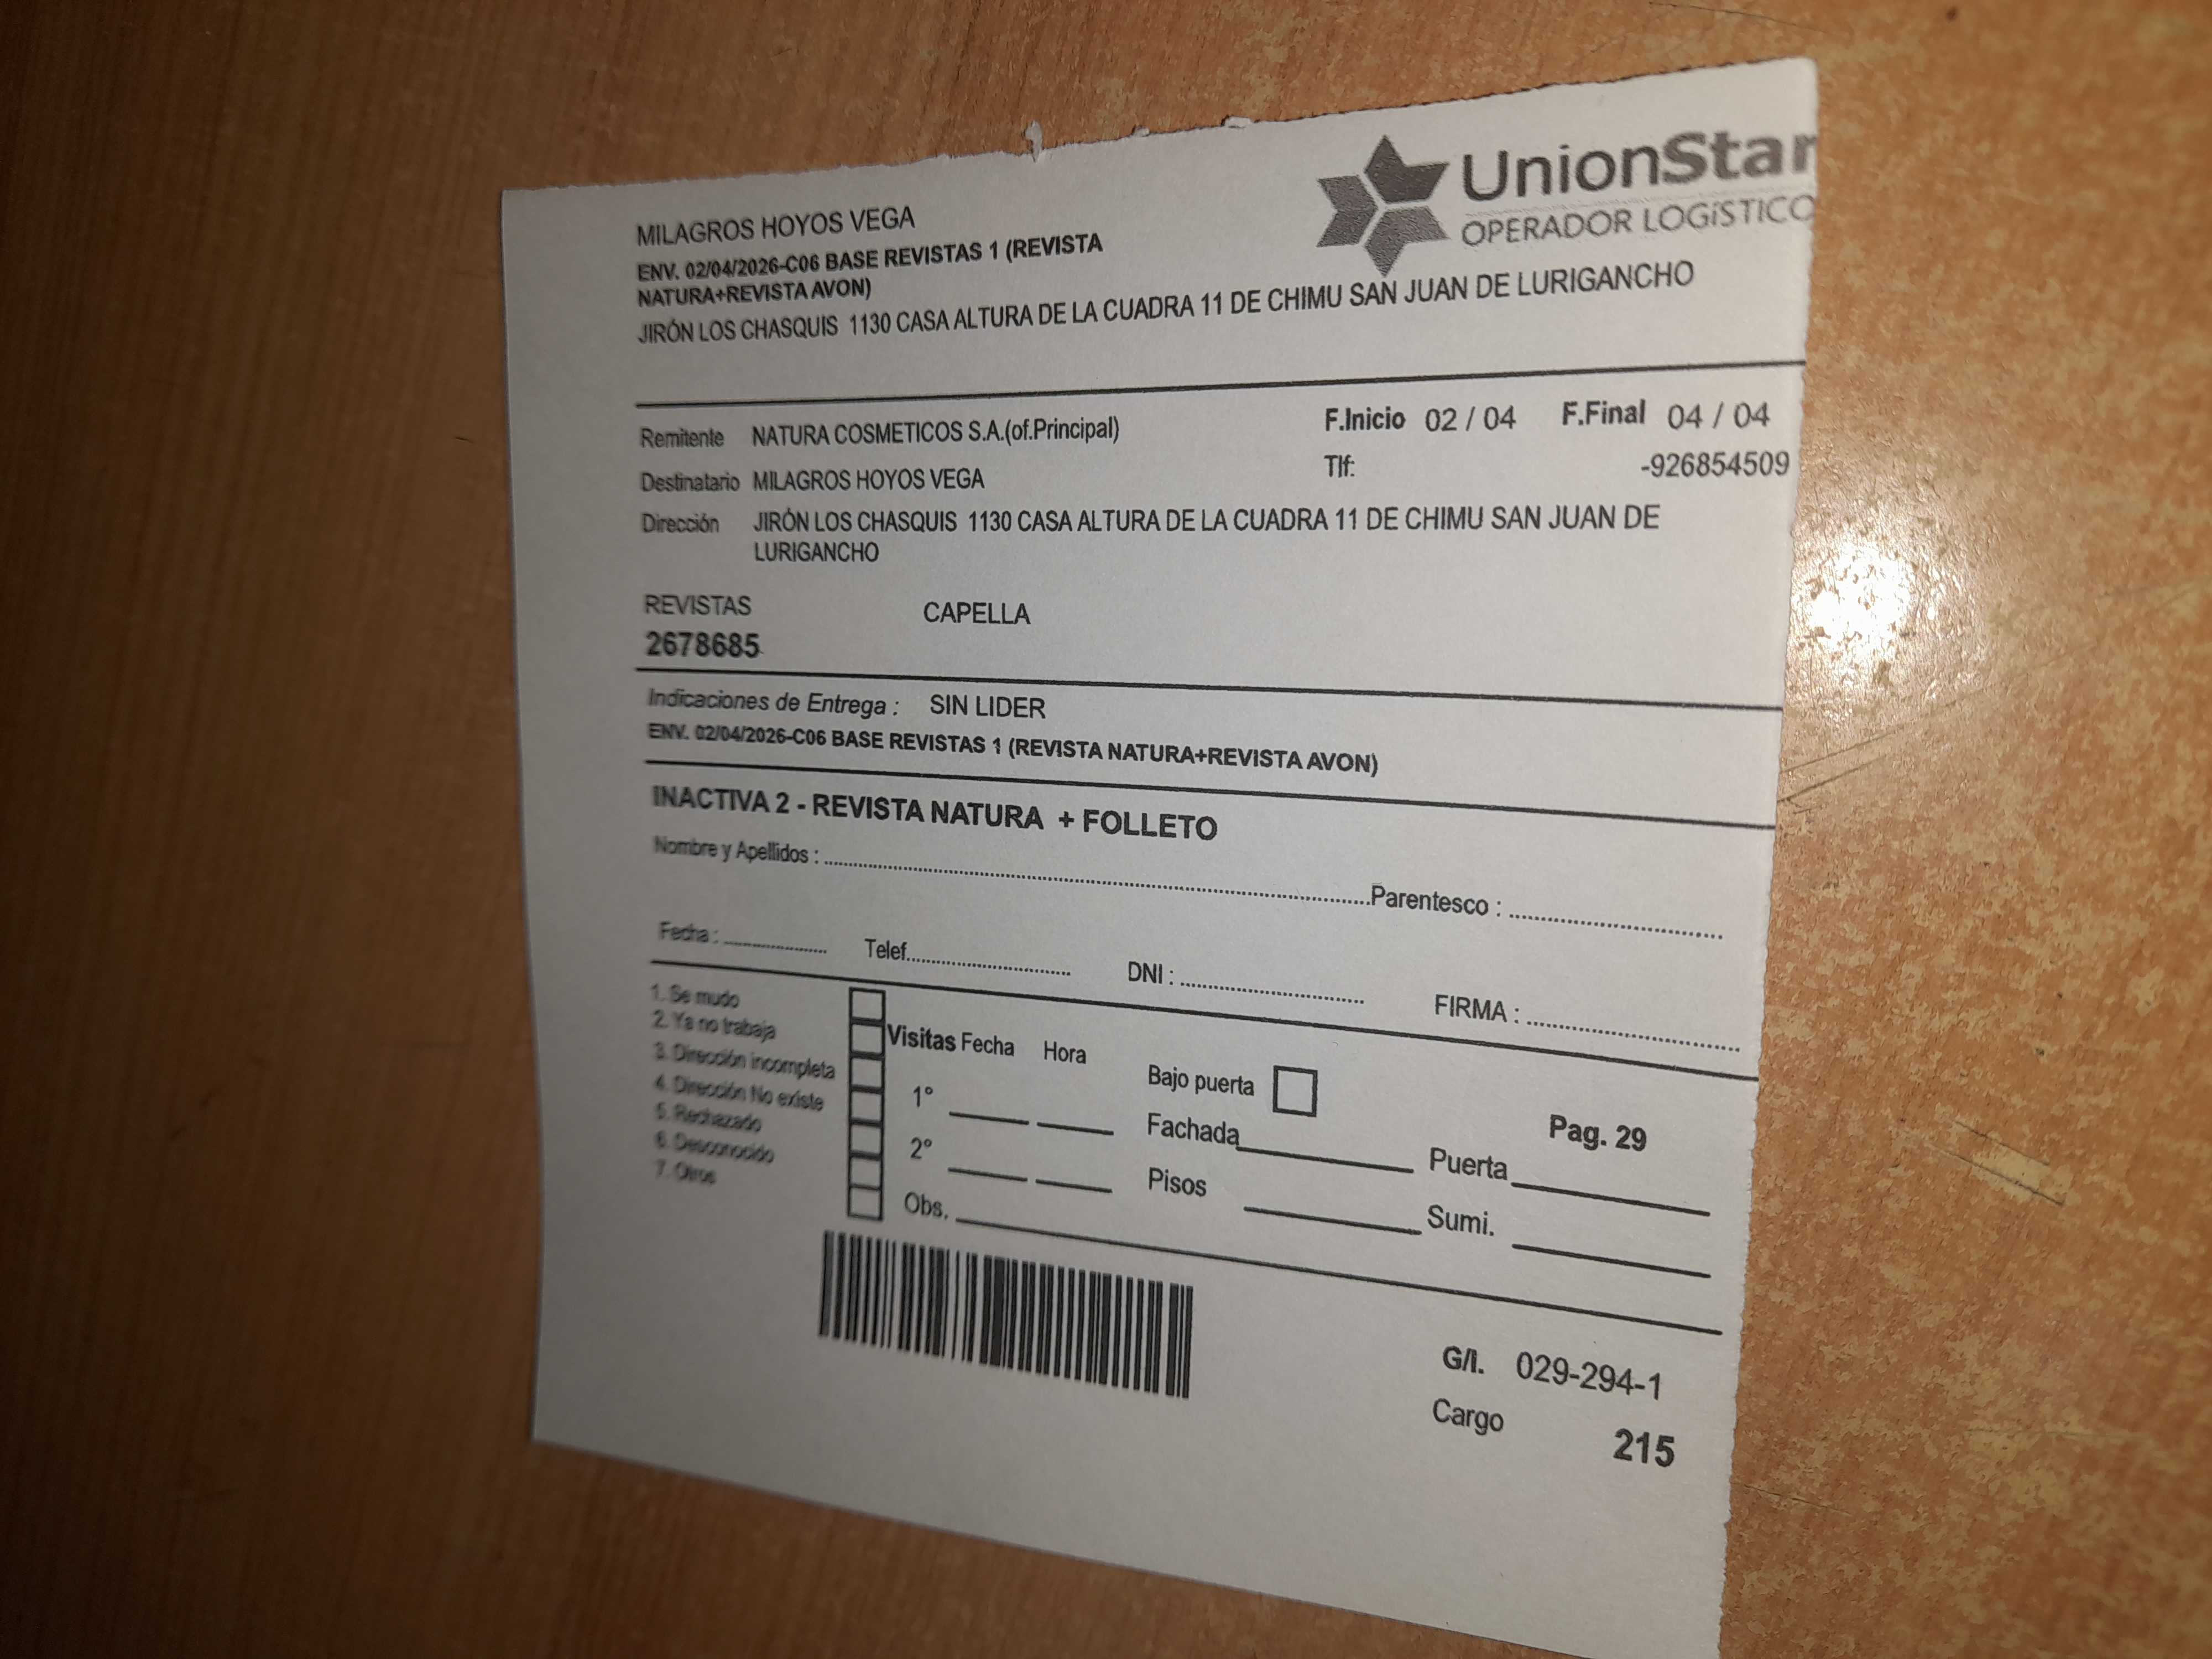 UnionStar
OPERADOR LOGÍSTICO
MILAGROS HOYOS VEGA
ENV. 02/04/2026-C06 BASE REVISTAS 1 (REVISTA
NATURA+REVISTA AVON)
JIRÓN LOS CHASQUIS 1130 CASA ALTURA DE LA CUADRA 11 DE CHIMU SAN JUAN DE LURIGANCHO
Remitente NATURA COSMETICOS S.A.(of.Principal) F.Inicio 02 / 04 F.Final 04 / 04
Destinatario MILAGROS HOYOS VEGA Tlf: -926854509
Dirección JIRÓN LOS CHASQUIS 1130 CASA ALTURA DE LA CUADRA 11 DE CHIMU SAN JUAN DE
LURIGANCHO
REVISTAS CAPELLA
2678685
Indicaciones de Entrega : SIN LIDER
ENV. 02/04/2026-C06 BASE REVISTAS 1 (REVISTA NATURA+REVISTA AVON)
INACTIVA 2 - REVISTA NATURA + FOLLETO
Nombre y Apellidos : Parentesco :
Fecha : Telef. DNI : FIRMA :
1. Se mudo
2. Ya no trabaja
3. Dirección incompleta
4. Dirección No existe
5. Rechazado
6. Desconocido
7. Otros
Visitas Fecha Hora Bajo puerta
1° Fachada Pag. 29
2° Pisos Puerta
Obs. Sumi.
G/I. 029-294-1
Cargo 215